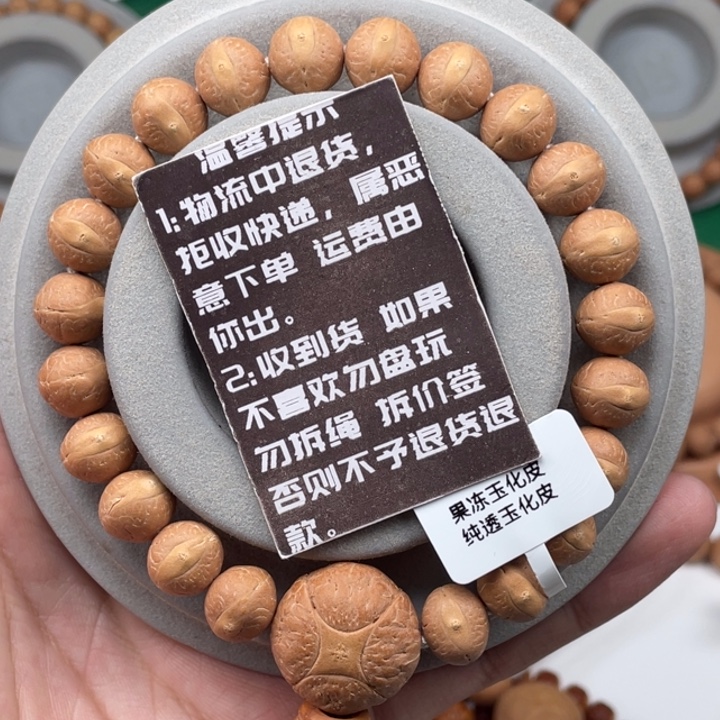 温馨提示
1:物流中退货，
拒收快递，属恶
意下单 运费由
你出。
2:收到货 如果
不喜欢勿盘玩
勿拆绳 拆价签
否则不予退货退
款。
果冻玉化皮
纯透玉化皮